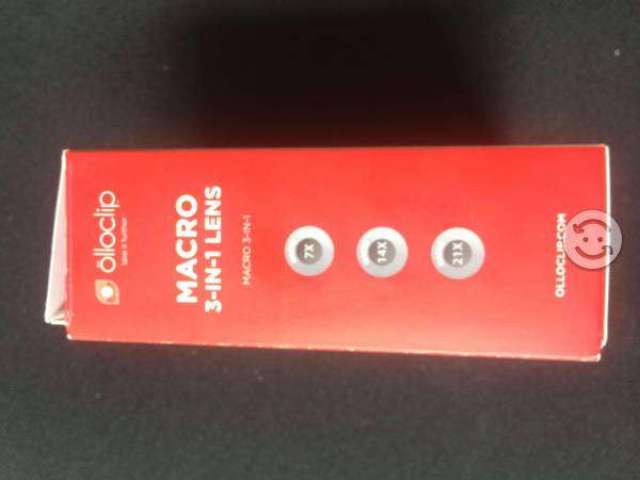 olloclip
MACRO
3-IN-1 LENS
MACRO 3-IN-1
7X
14X
21X
OLLOCLIP.COM